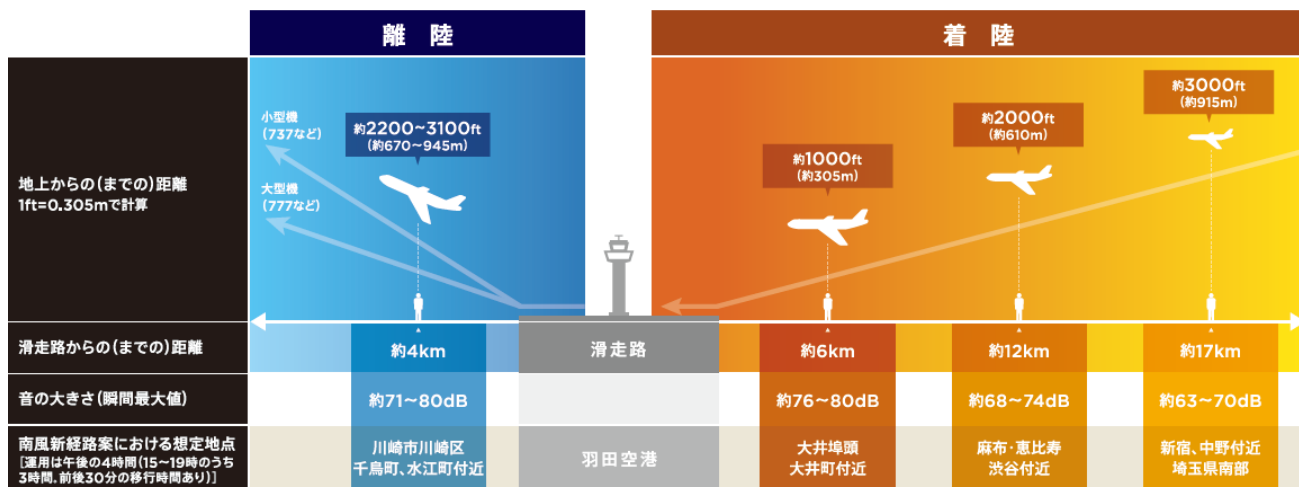 離 陸
着 陸
地上からの(までの)距離
1ft=0.305mで計算
小型機
(737など)
大型機
(777など)
約2200~3100ft
(約670~945m)
約1000ft
(約305m)
約2000ft
(約610m)
約3000ft
(約915m)
滑走路からの(までの)距離
約4km
滑走路
約6km
約12km
約17km
音の大きさ(瞬間最大値)
約71~80dB
約76~80dB
約68~74dB
約63~70dB
南風新経路案における想定地点
[運用は午後の4時間(15~19時のうち
3時間.前後30分の移行時間あり)]
川崎市川崎区
千鳥町、水江町付近
羽田空港
大井埠頭
大井町付近
麻布・恵比寿
渋谷付近
新宿、中野付近
埼玉県南部